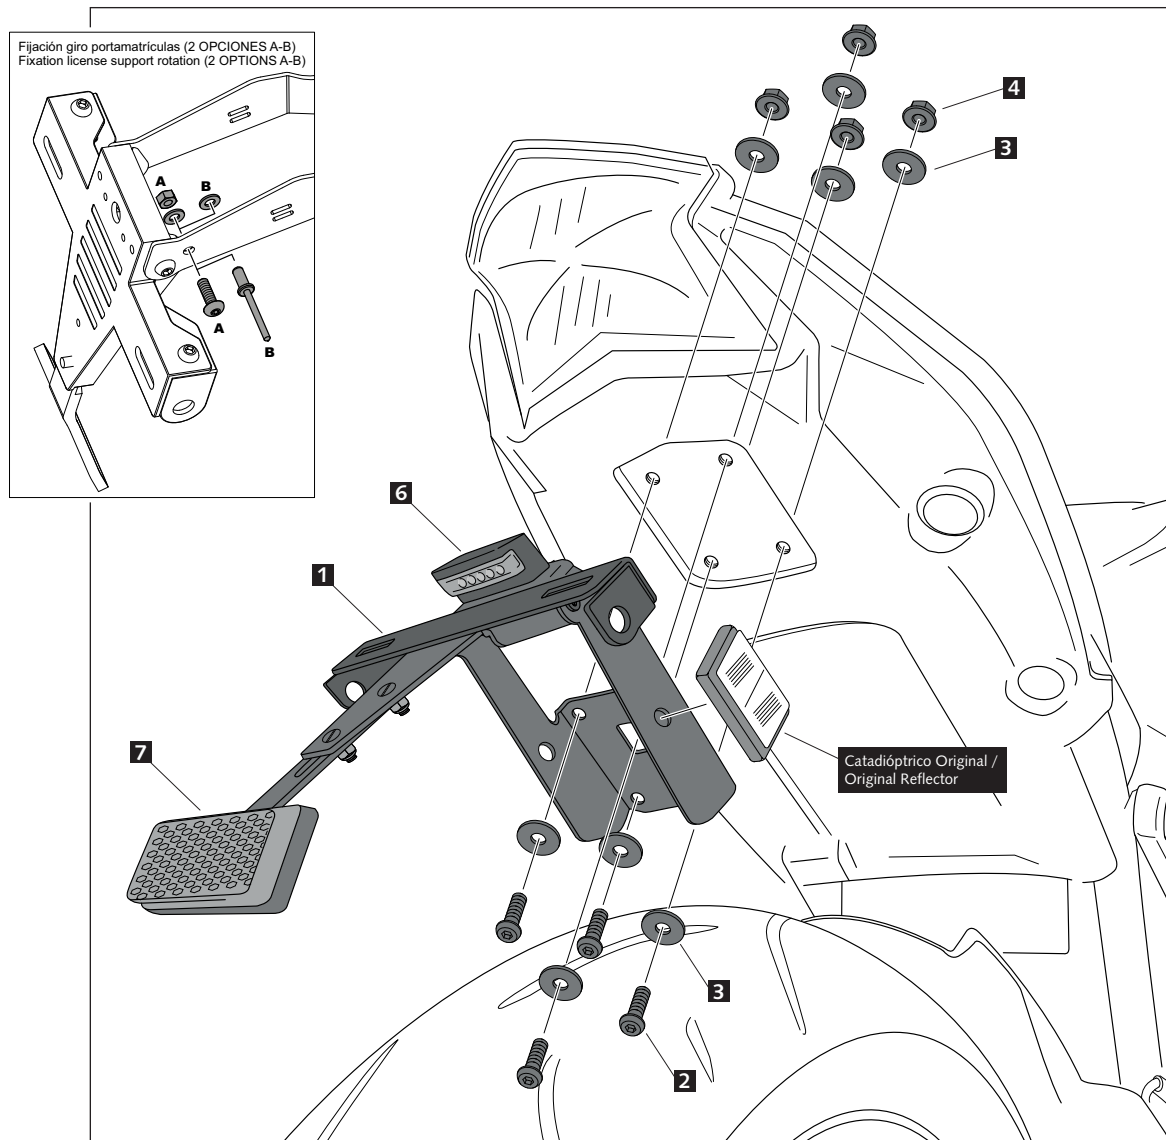 Fijación giro portamatrículas (2 OPCIONES A-B)
Fixation license support rotation (2 OPTIONS A-B)
A
B
A
B
4
3
6
1
7
Catadióptrico Original /
Original Reflector
3
2